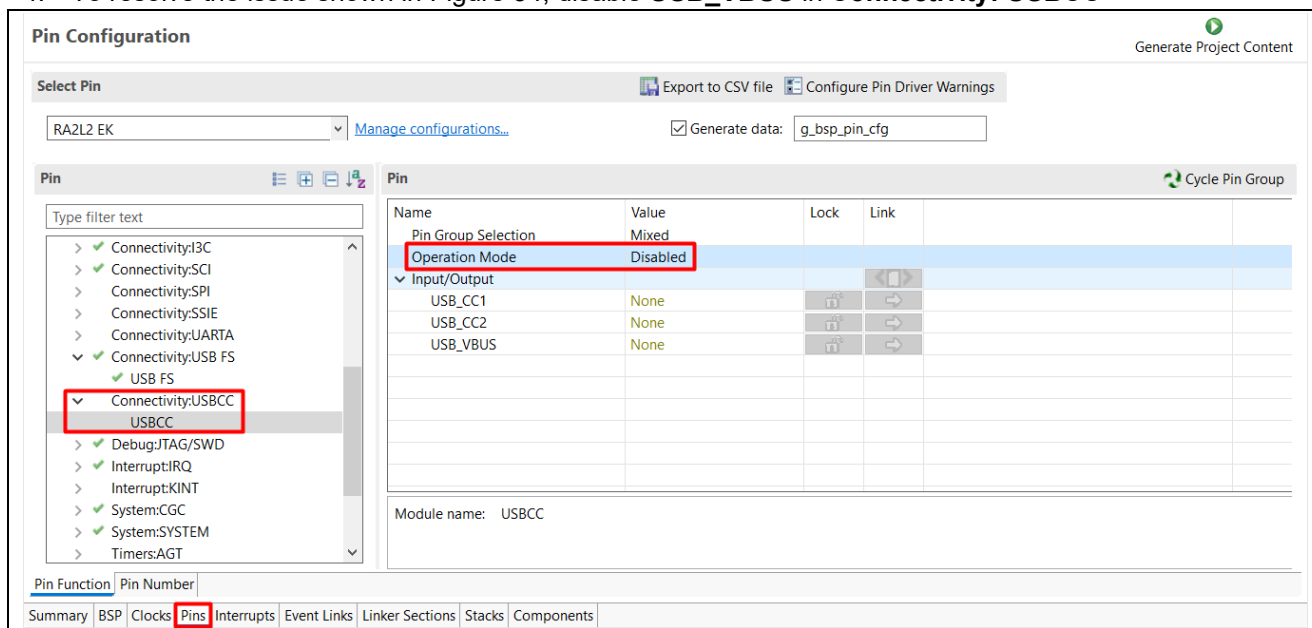 Pin Configuration
Generate Project Content
Select Pin
Export to CSV file
Configure Pin Driver Warnings
RA2L2 EK
Manage configurations...
Generate data:
g_bsp_pin_cfg
Pin
Type filter text
Connectivity:I3C
Connectivity:SCI
Connectivity:SPI
Connectivity:SSIE
Connectivity:UARTA
Connectivity:USB FS
USB FS
Connectivity:USBCC
USBCC
Debug:JTAG/SWD
Interrupt:IRQ
Interrupt:KINT
System:CGC
System:SYSTEM
Timers:AGT
Pin
Cycle Pin Group
Name Value Lock Link
Pin Group Selection Mixed
Operation Mode Disabled
Input/Output
USB_CC1 None
USB_CC2 None
USB_VBUS None
Module name: USBCC
Pin Function Pin Number
Summary BSP Clocks Pins Interrupts Event Links Linker Sections Stacks Components